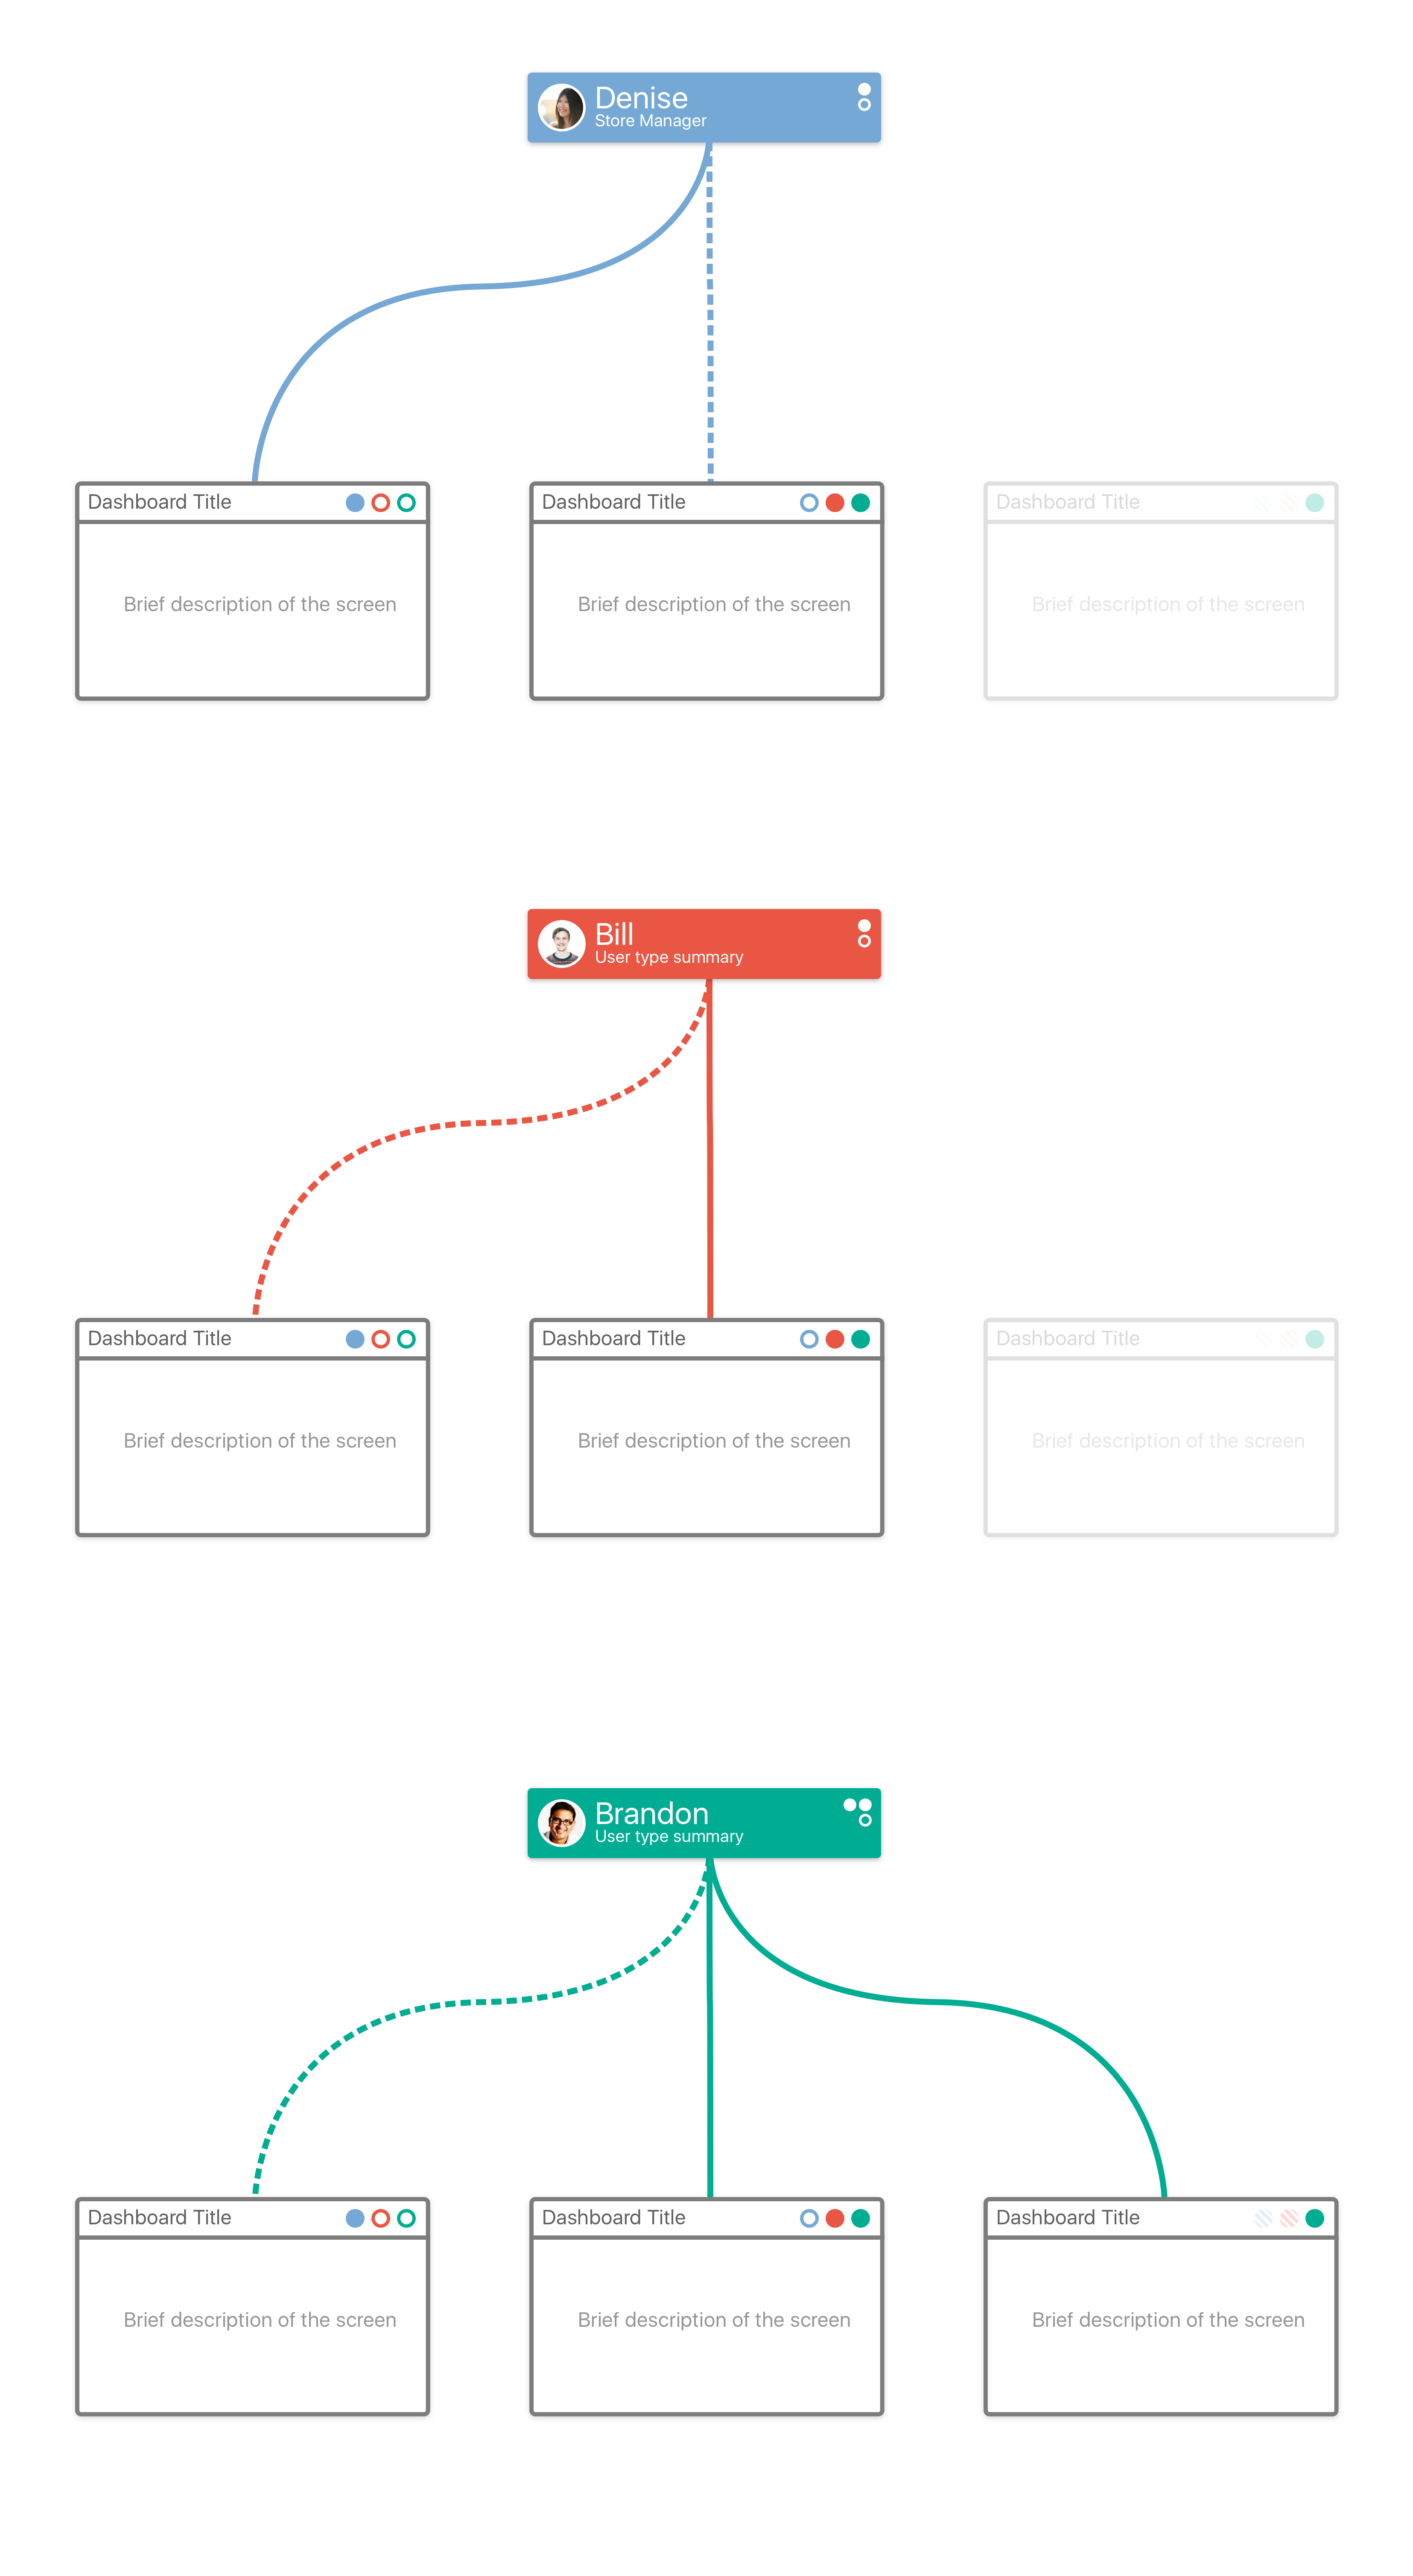 Denise
Store Manager
Dashboard Title
Dashboard Title
Dashboard Title
Brief description of the screen
Brief description of the screen
Brief description of the screen
Bill
User type summary
Dashboard Title
Dashboard Title
Dashboard Title
Brief description of the screen
Brief description of the screen
Brief description of the screen
Brandon
User type summary
Dashboard Title
Dashboard Title
Dashboard Title
Brief description of the screen
Brief description of the screen
Brief description of the screen